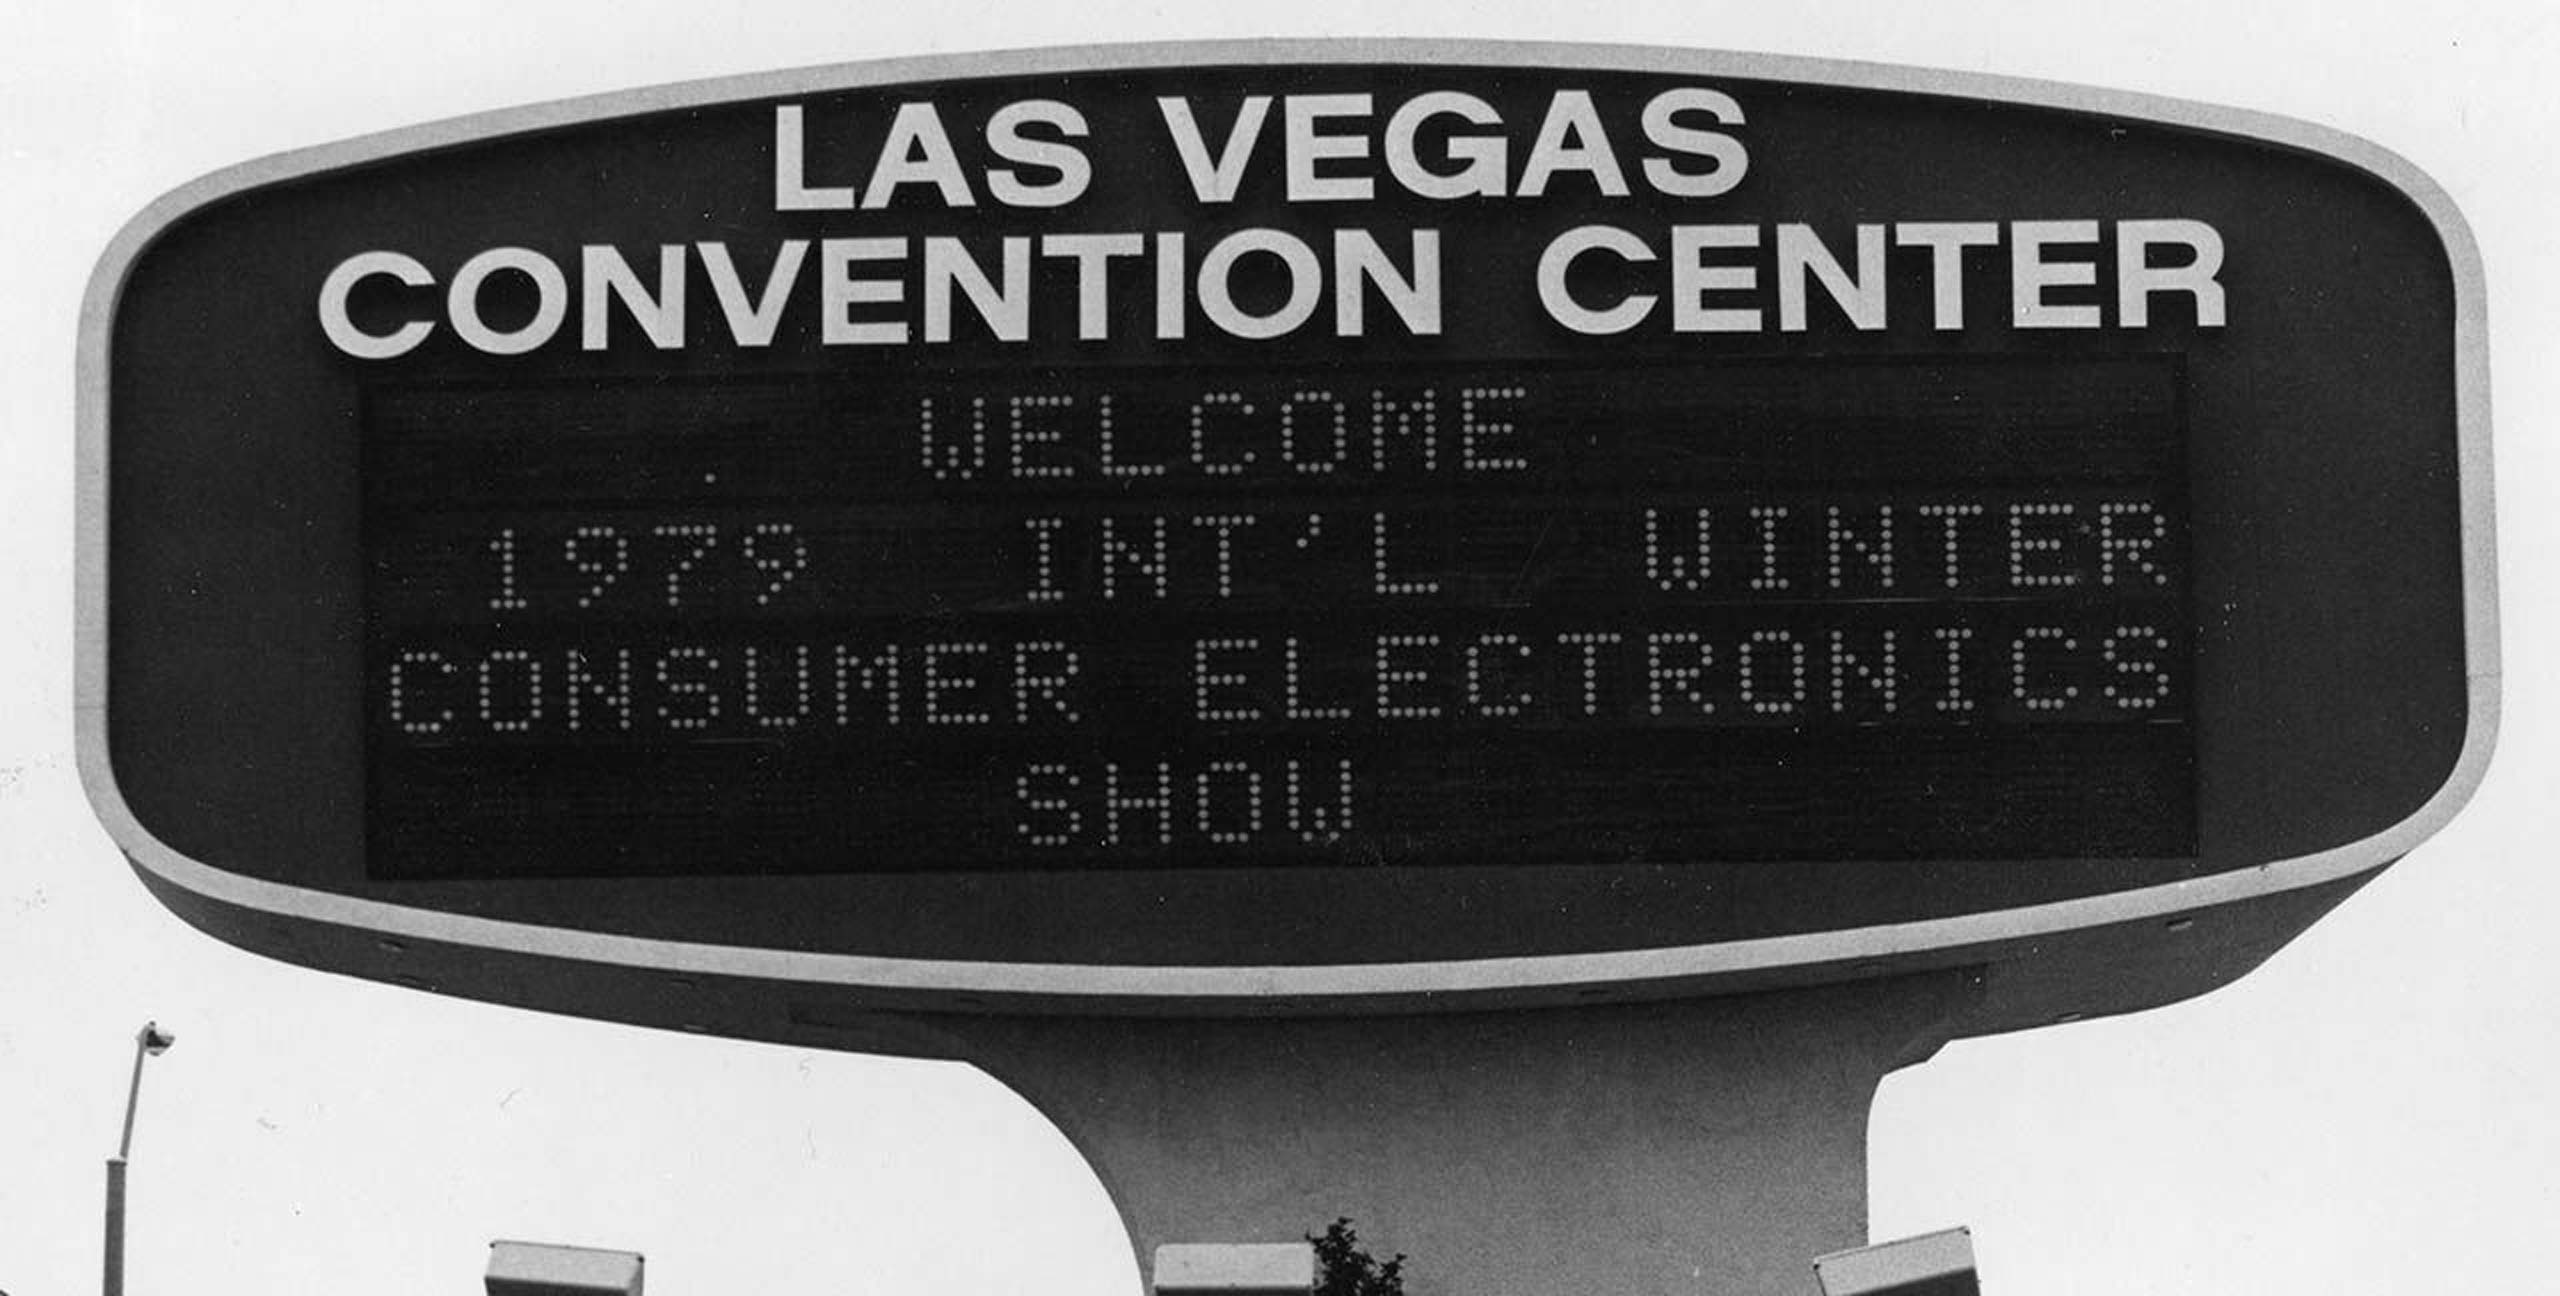 LAS VEGAS
CONVENTION CENTER
WELCOME
1979 INT'L WINTER
CONSUMER ELECTRONICS
SHOW